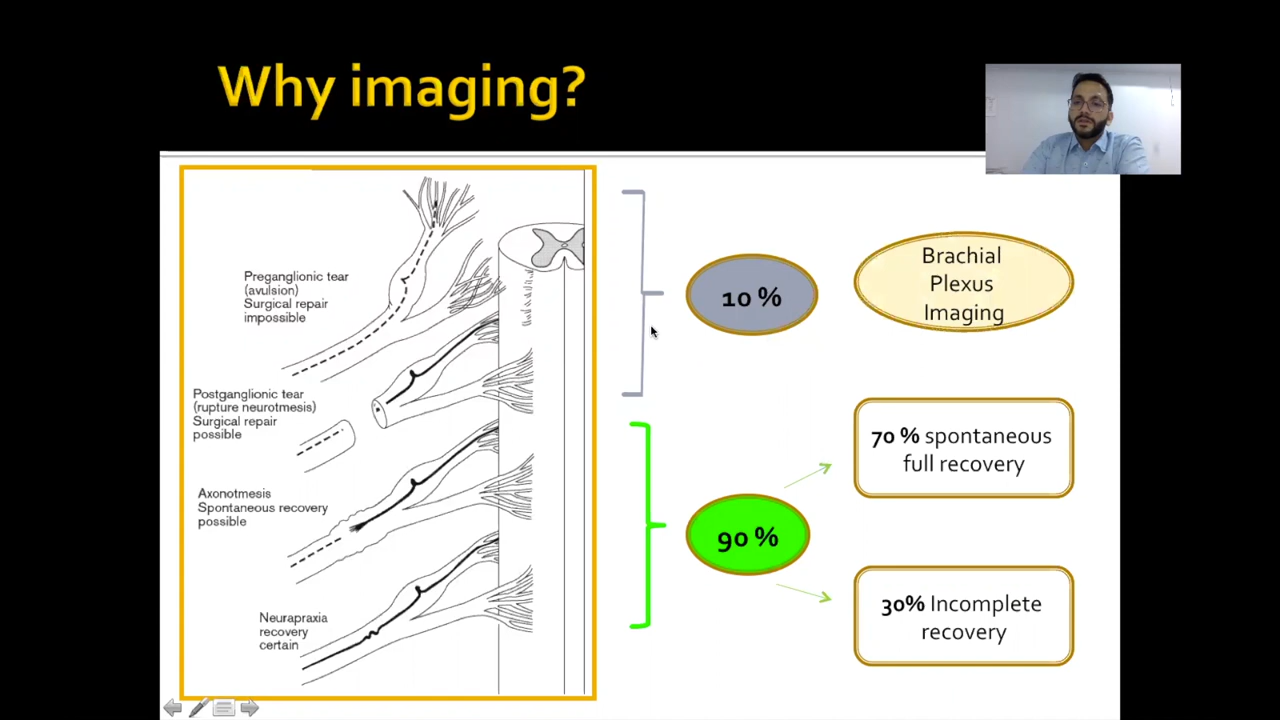 Why imaging?
Preganglionic tear
(avulsion)
Surgical repair
impossible
Postganglionic tear
(rupture neurotmesis)
Surgical repair
possible
Axonotmesis
Spontaneous recovery
possible
Neurapraxia
recovery
certain
10 %
90 %
Brachial
Plexus
Imaging
70 % spontaneous
full recovery
30% Incomplete
recovery